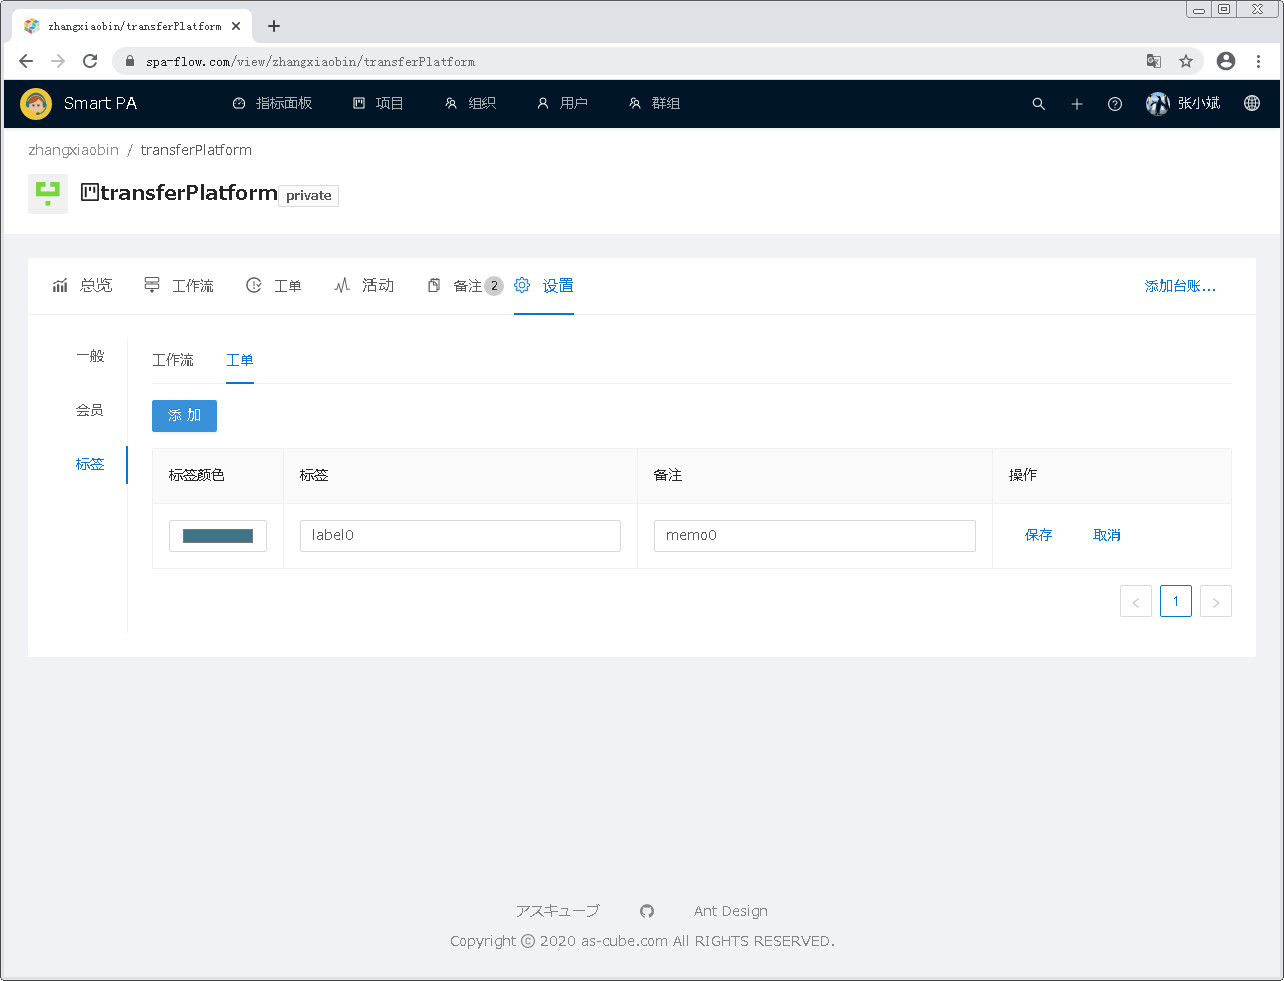 zhangxiaobin/transferPlatform
spa-flow.com/view/zhangxiaobin/transferPlatform
Smart PA 指标面板 项目 组织 用户 群组 张小斌
zhangxiaobin / transferPlatform
transferPlatform private
总览 工作流 工单 活动 备注 2 设置 添加台账...
一般
会员
标签
工作流 工单
添 加
标签颜色 标签 备注 操作
label0 memo0 保存 取消
< 1 >
アスキューブ Ant Design
Copyright © 2020 as-cube.com All RIGHTS RESERVED.